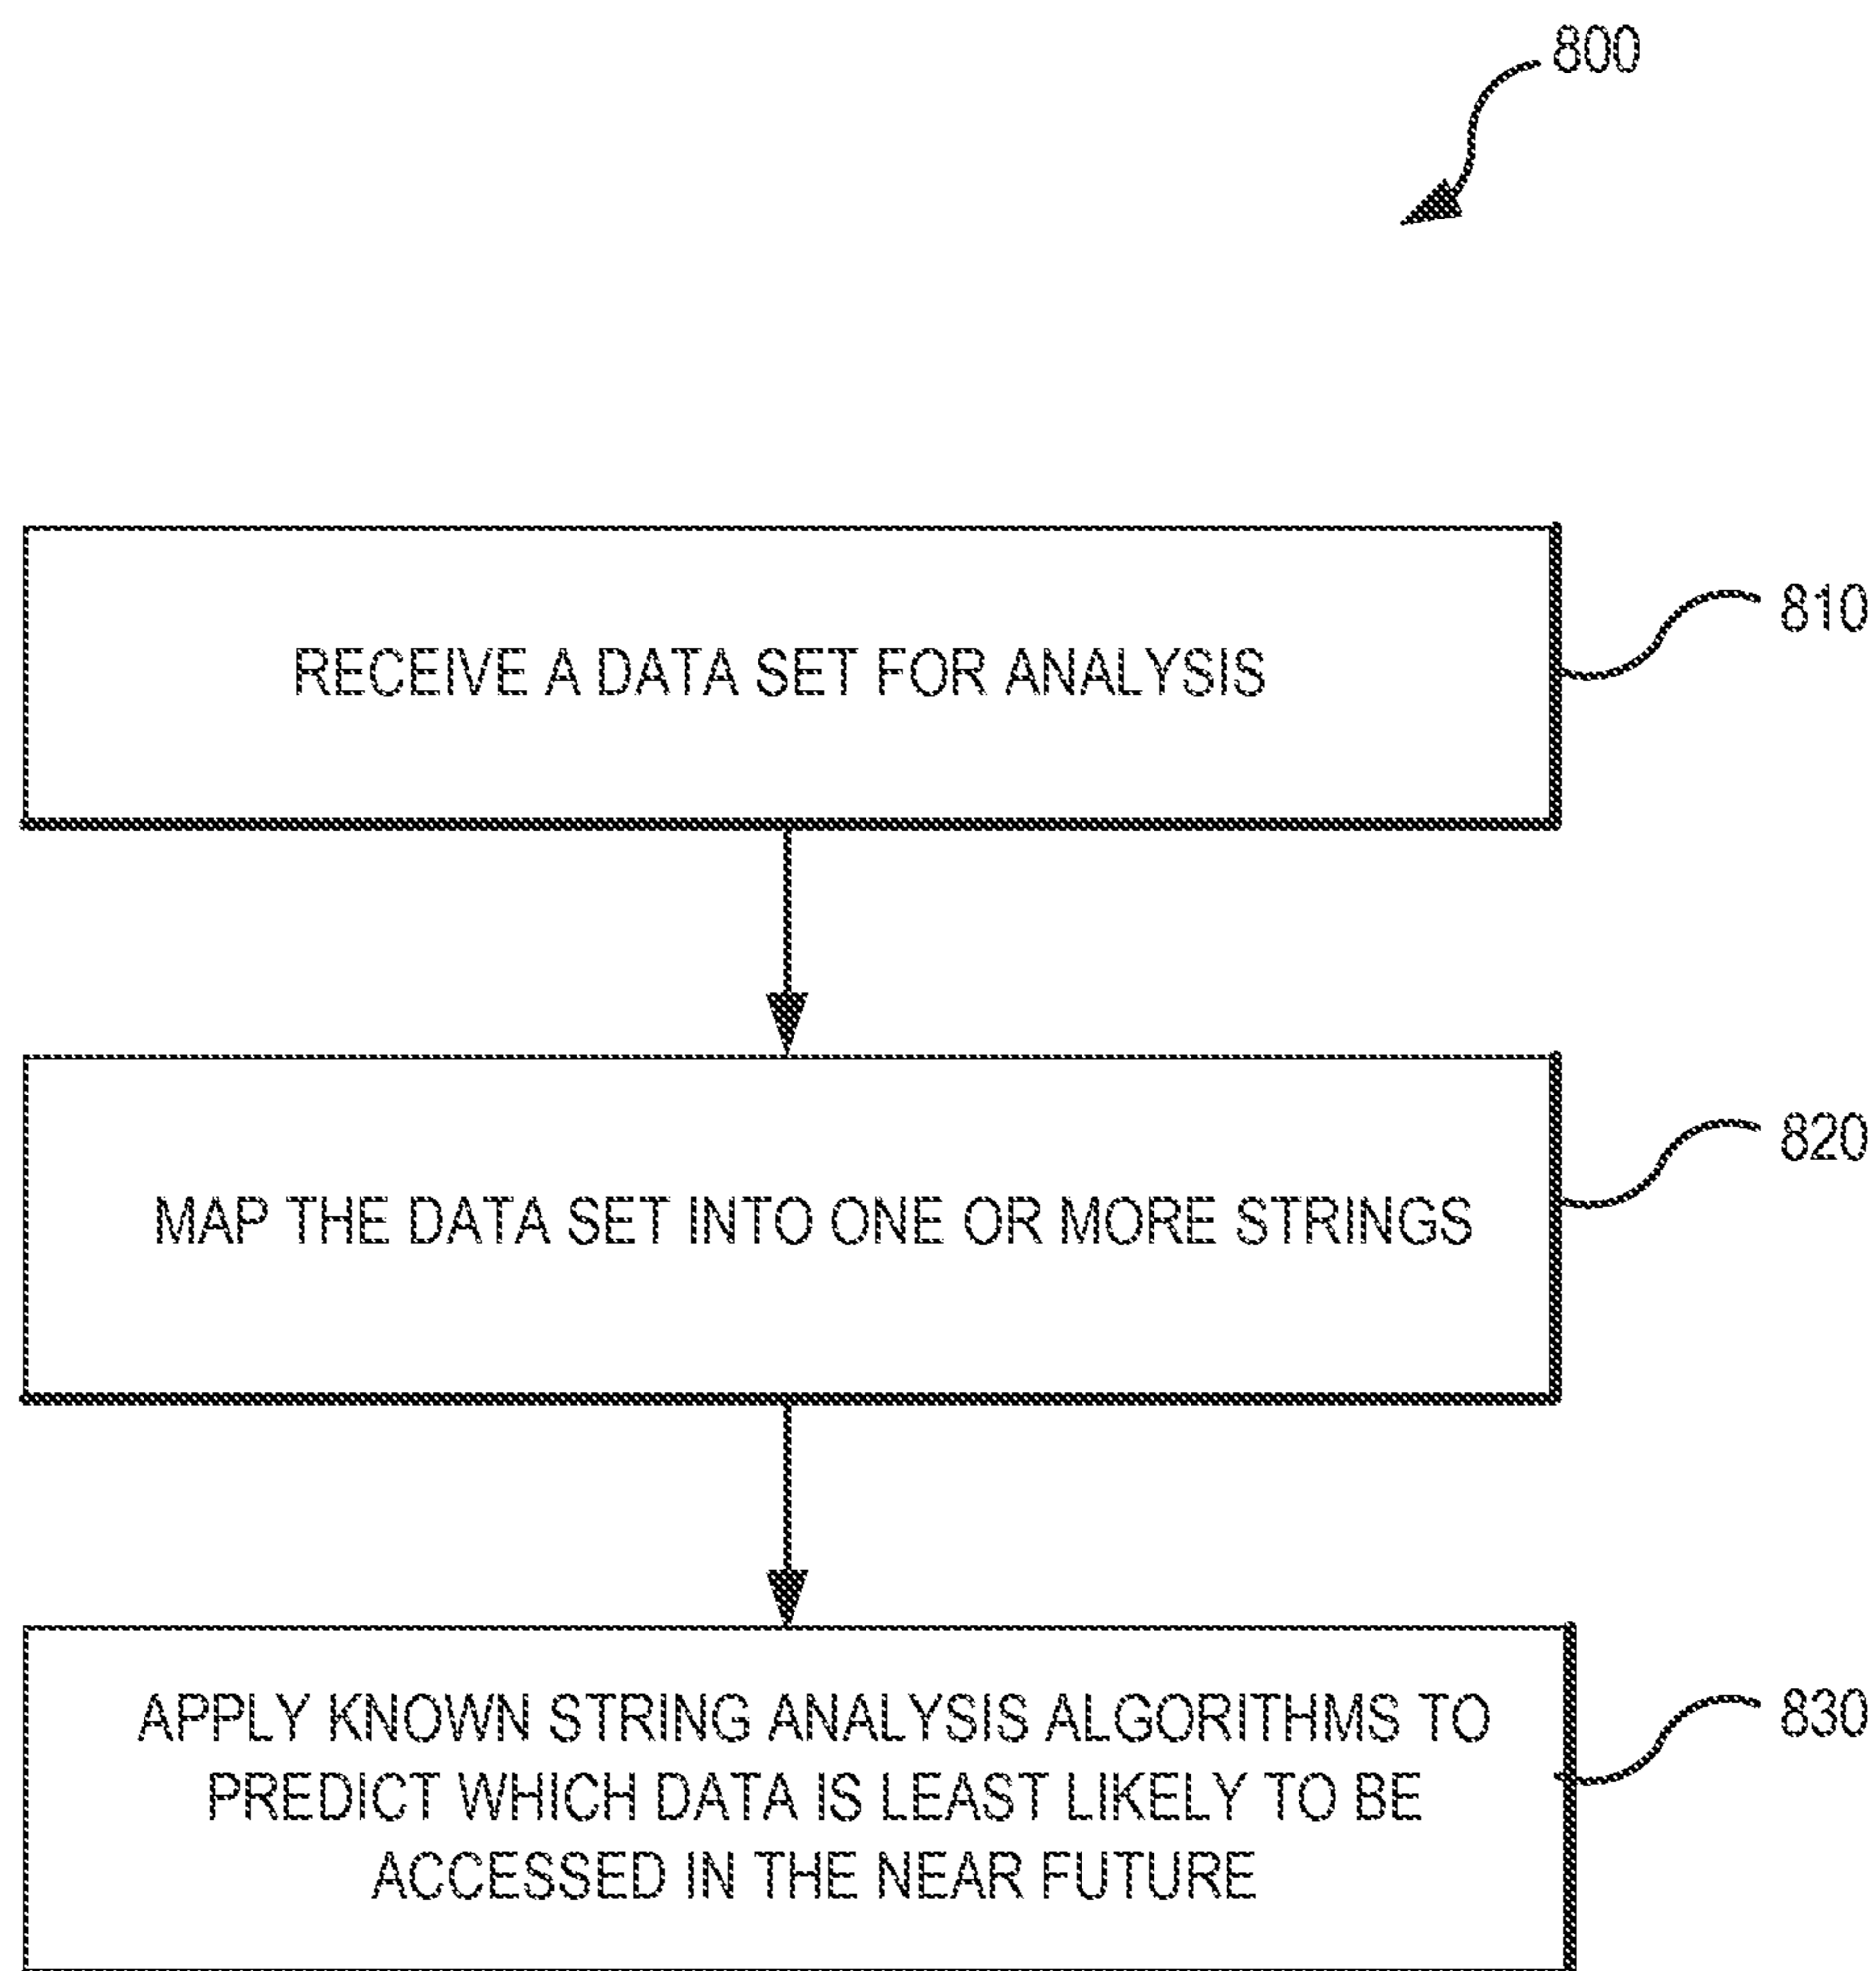 800
RECEIVE A DATA SET FOR ANALYSIS
810
MAP THE DATA SET INTO ONE OR MORE STRINGS
820
APPLY KNOWN STRING ANALYSIS ALGORITHMS TO
PREDICT WHICH DATA IS LEAST LIKELY TO BE
ACCESSED IN THE NEAR FUTURE
830